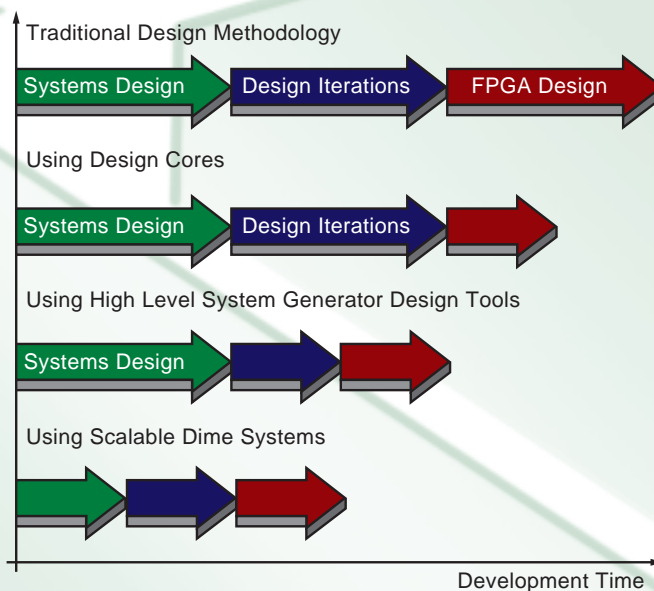 Traditional Design Methodology
Systems Design Design Iterations FPGA Design
Using Design Cores
Systems Design Design Iterations
Using High Level System Generator Design Tools
Systems Design
Using Scalable Dime Systems
Development Time